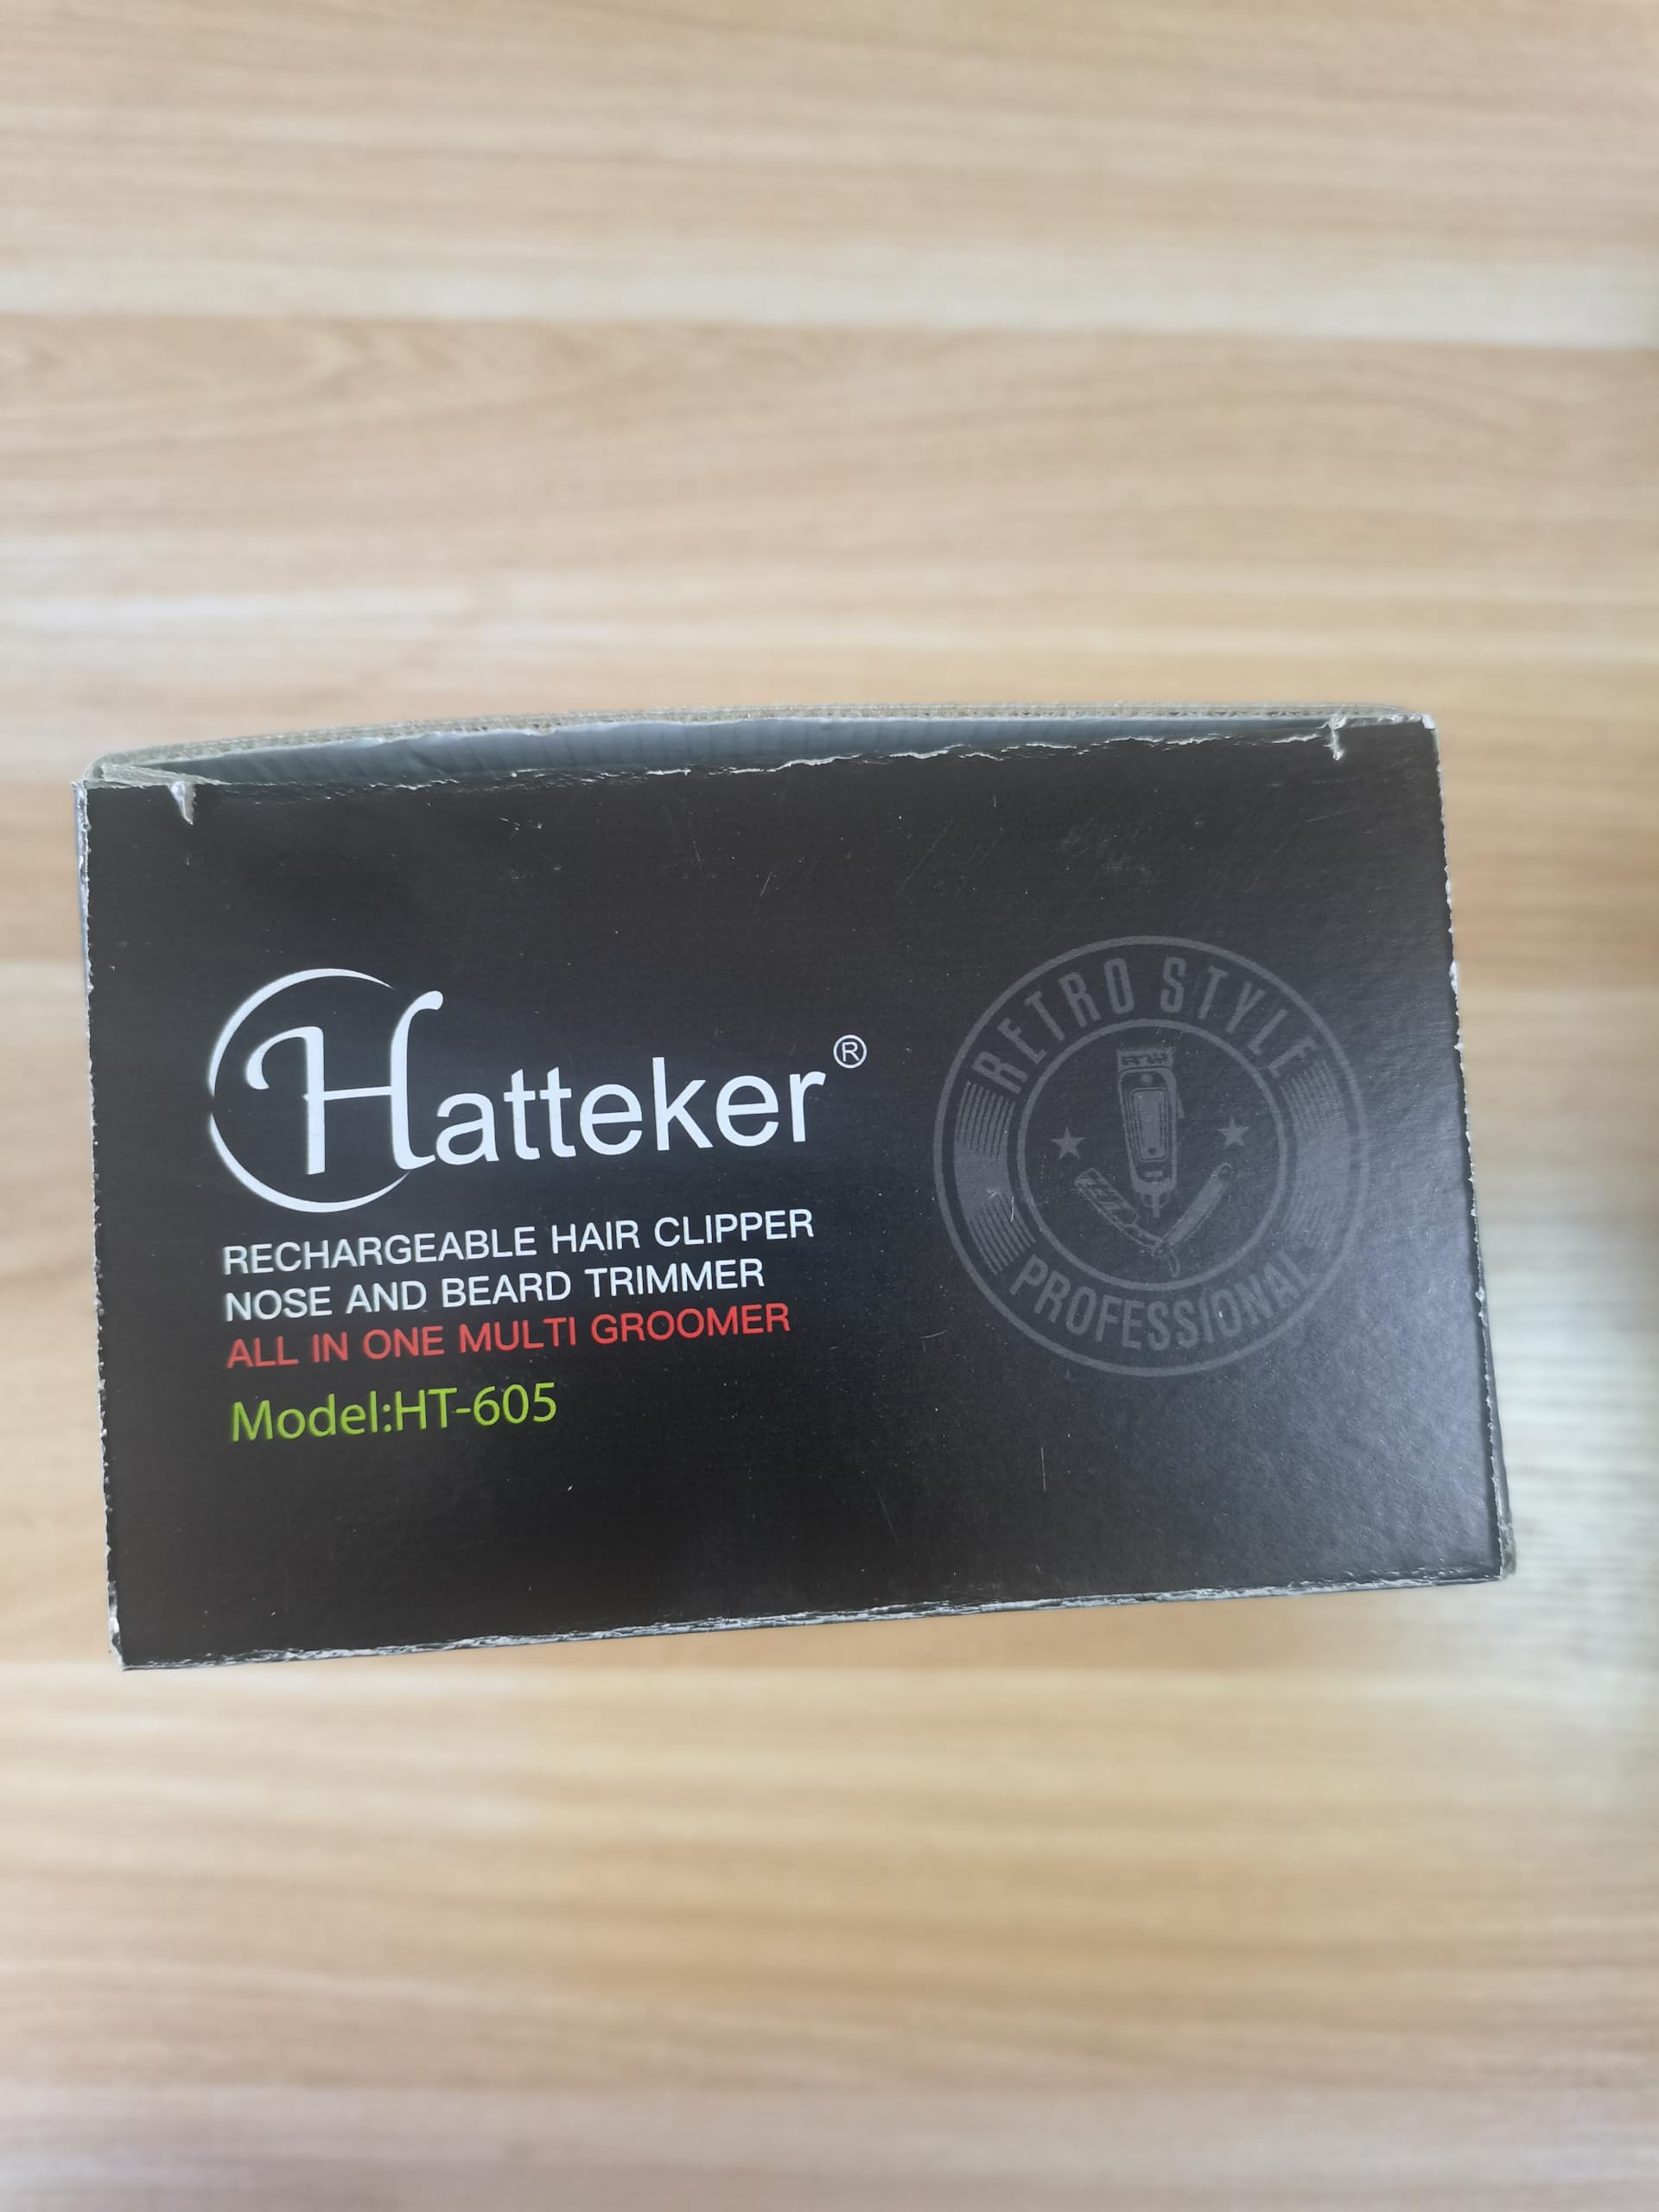 Hatteker®
RECHARGEABLE HAIR CLIPPER
NOSE AND BEARD TRIMMER
ALL IN ONE MULTI GROOMER
Model:HT-605
RETRO STYLE
PROFESSIONAL